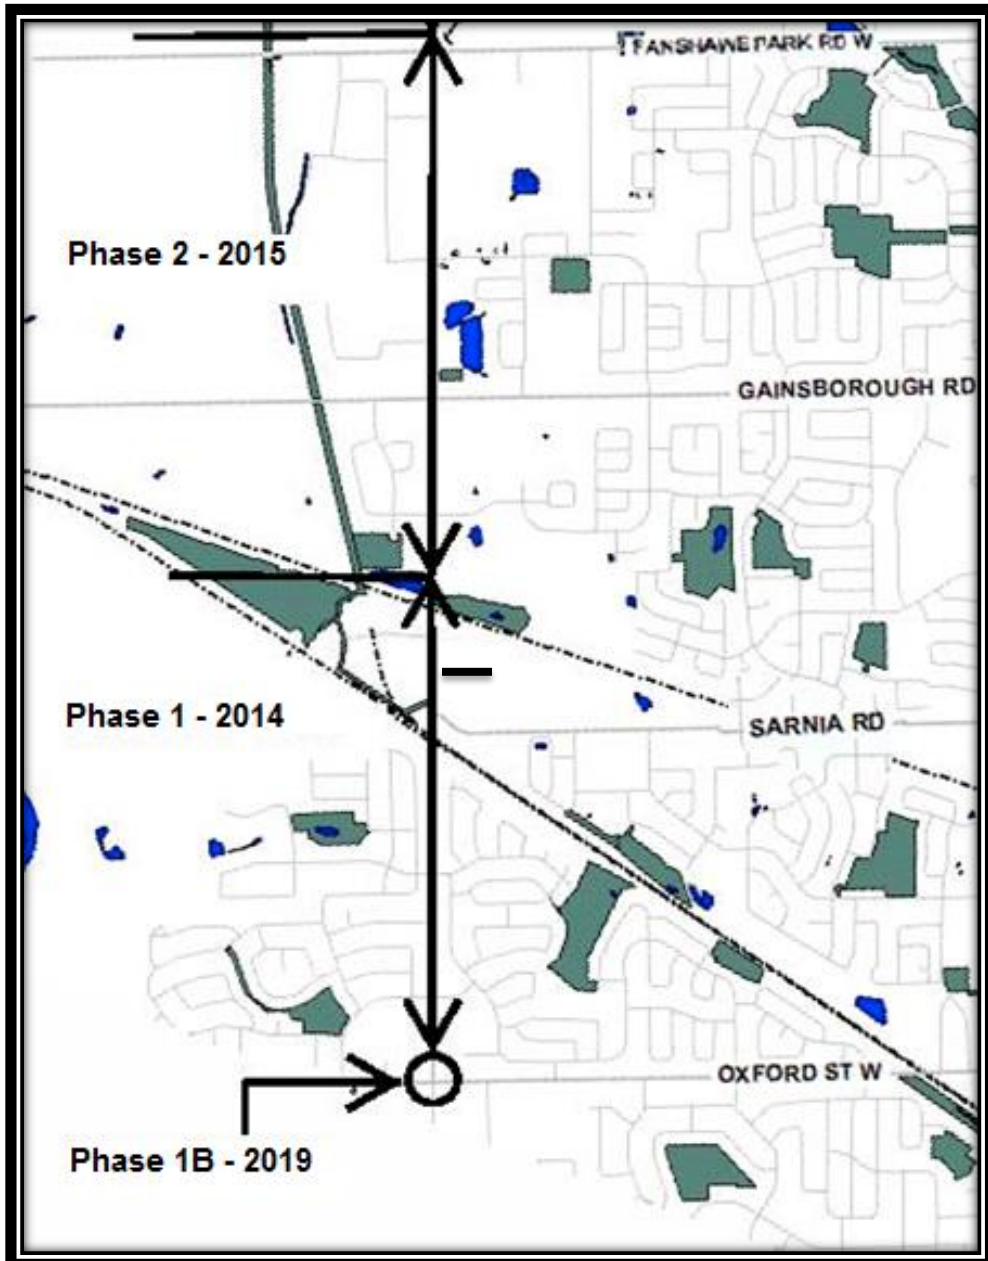 FANSHAWE PARK RD W
Phase 2 - 2015
GAINSBOROUGH RD
Phase 1 - 2014
SARNIA RD
OXFORD ST W
Phase 1B - 2019